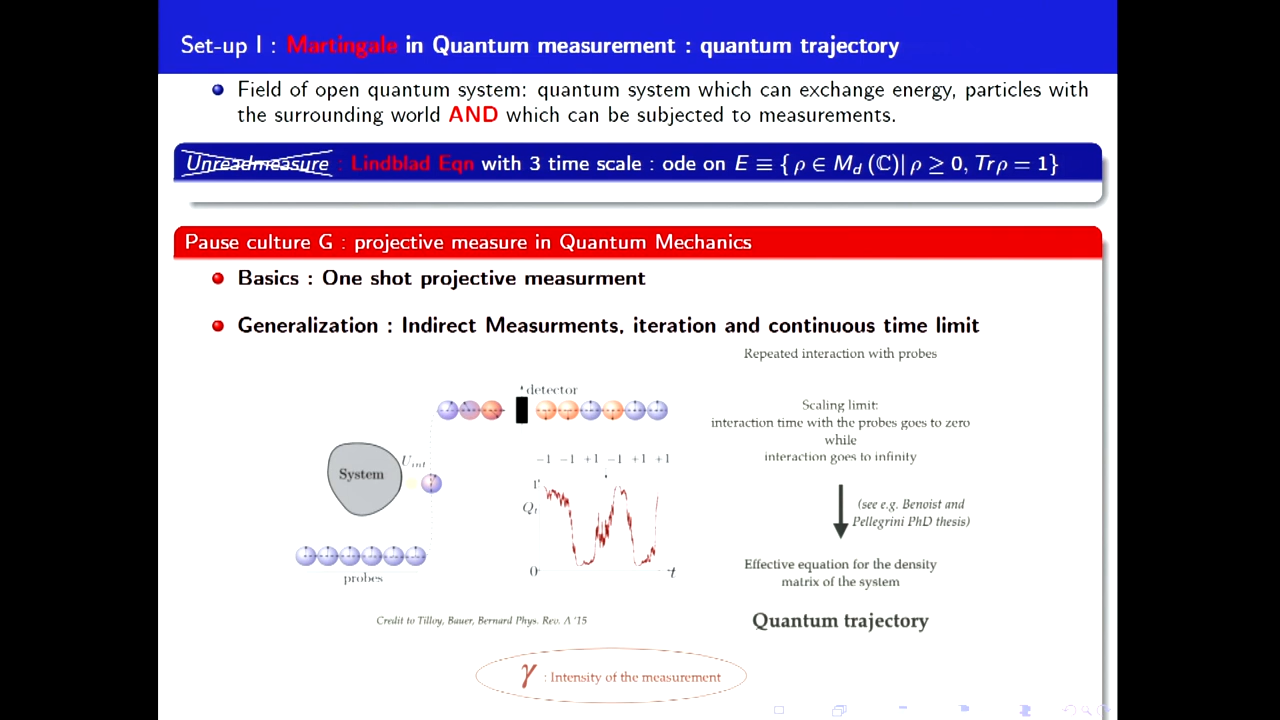 Set-up I : Martingale in Quantum measurement : quantum trajectory
Field of open quantum system: quantum system which can exchange energy, particles with
the surrounding world AND which can be subjected to measurements.
Unreadmeasure : Lindblad Eqn with 3 time scale : ode on E ≡ { ρ ∈ M_d (ℂ)| ρ ≥ 0, Trρ = 1}
Pause culture G : projective measure in Quantum Mechanics
Basics : One shot projective measurment
Generalization : Indirect Measurments, iteration and continuous time limit
Repeated interaction with probes
detector
Scaling limit:
interaction time with the probes goes to zero
while
interaction goes to infinity
System
U_int
−1 −1 +1 −1 +1 +1
1
Q_t
0
t
(see e.g. Benoist and
Pellegrini PhD thesis)
probes
Effective equation for the density
matrix of the system
Credit to Tilloy, Bauer, Bernard Phys. Rev. A '15
Quantum trajectory
γ : Intensity of the measurement